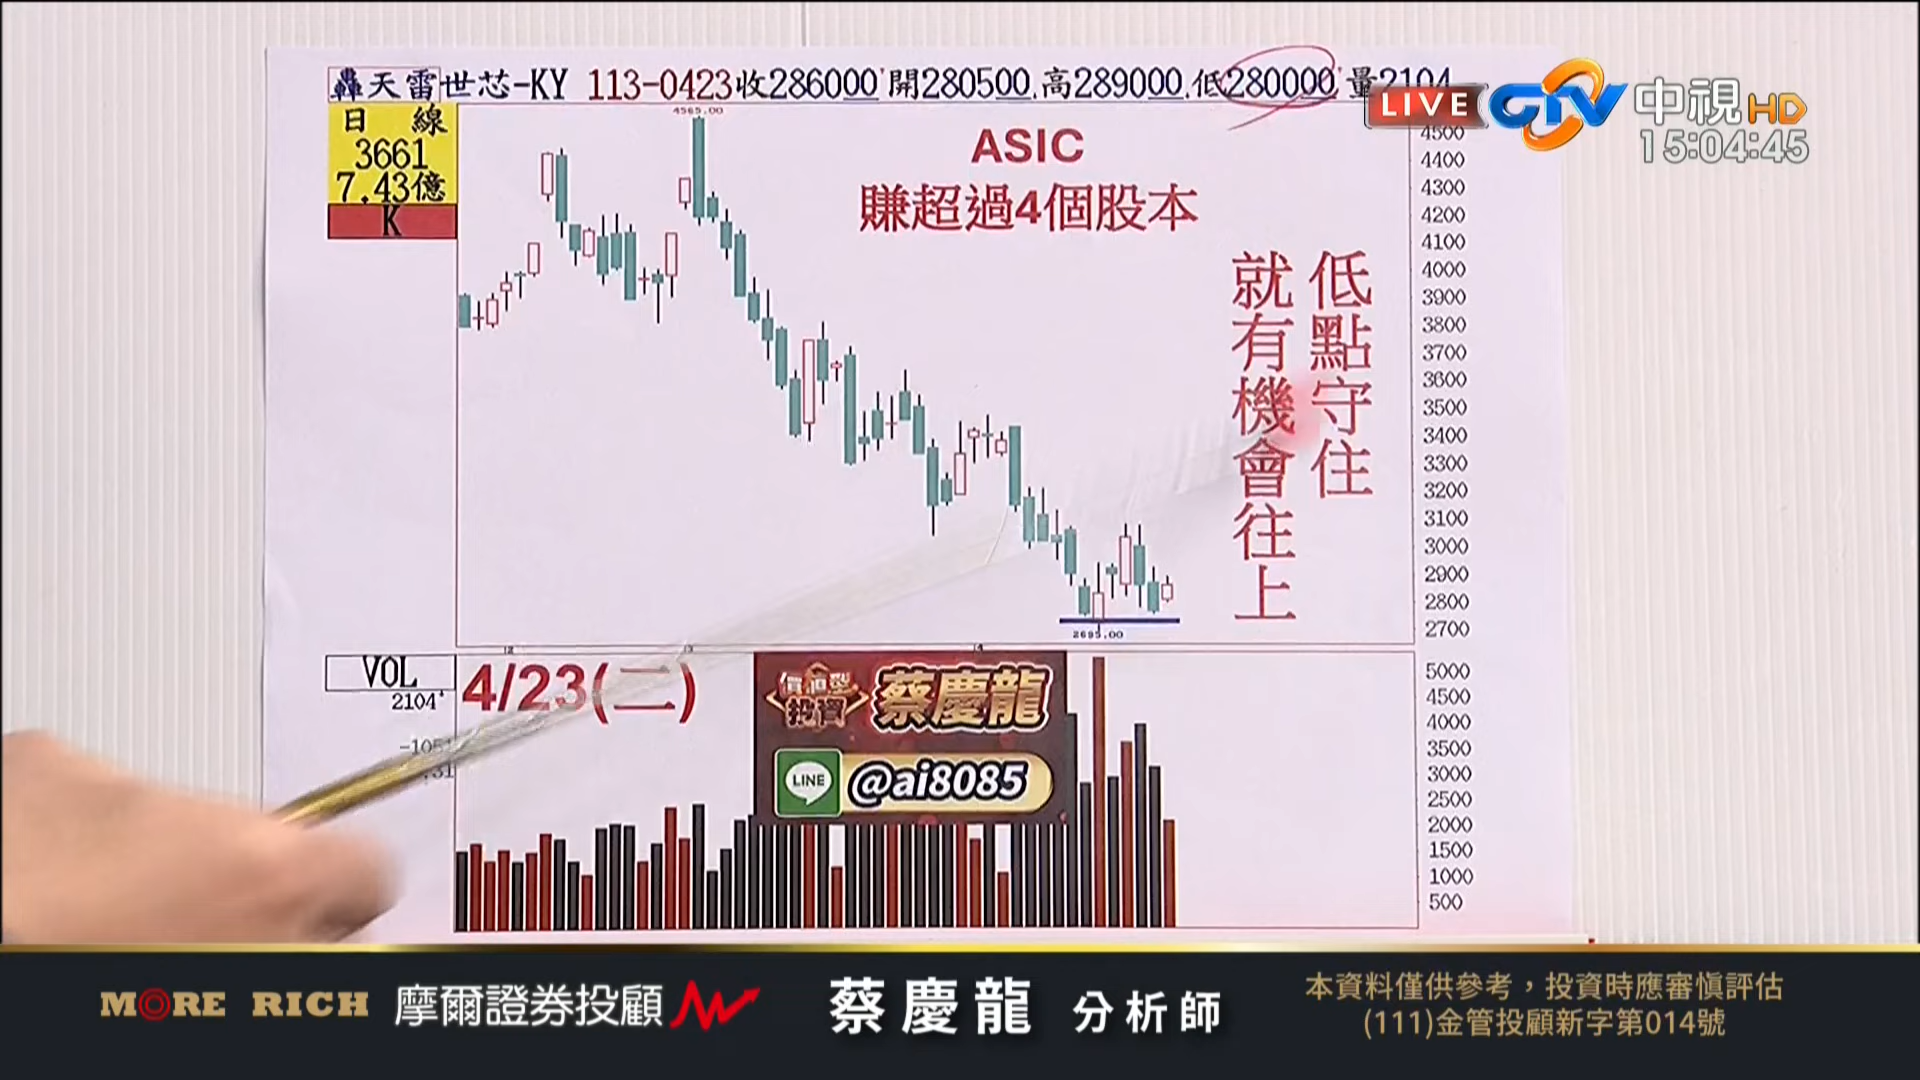 轟天雷世芯-KY 113-0423收286000 開280500 高289000 低280000 量2104
LIVE CTV 中視HD
15:04:45
日 線
3661
7.43億
K
4565.00
ASIC
賺超過4個股本
低點守住
就有機會往上
4500
4400
4300
4200
4100
4000
3900
3800
3700
3600
3500
3400
3300
3200
3100
3000
2900
2800
2700
2695.00
2
3
4
VOL
2104
-1051
4/23(二)
價值型
投資
蔡慶龍
LINE @ai8085
5000
4500
4000
3500
3000
2500
2000
1500
1000
500
MORE RICH 摩爾證券投顧
蔡慶龍 分析師
本資料僅供參考，投資時應審慎評估
(111)金管投顧新字第014號